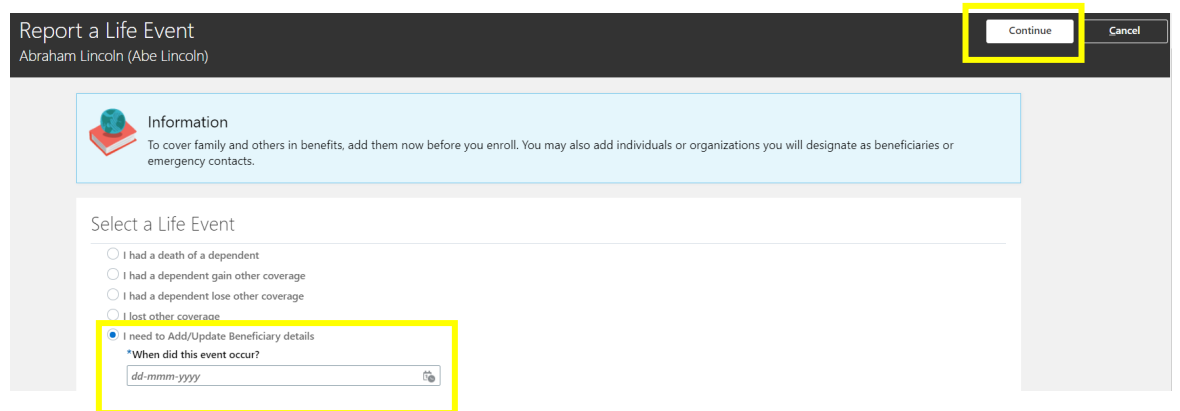 Report a Life Event
Abraham Lincoln (Abe Lincoln)
Continue
Cancel
Information
To cover family and others in benefits, add them now before you enroll. You may also add individuals or organizations you will designate as beneficiaries or
emergency contacts.
Select a Life Event
I had a death of a dependent
I had a dependent gain other coverage
I had a dependent lose other coverage
I lost other coverage
I need to Add/Update Beneficiary details
*When did this event occur?
dd-mmm-yyyy